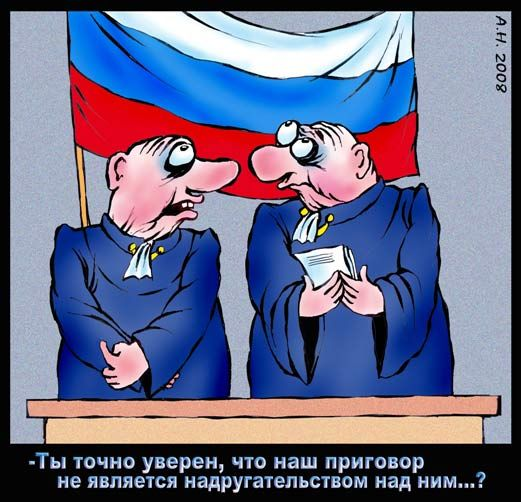 А.Н. 2008
-Ты точно уверен, что наш приговор
не является надругательством над ним...?